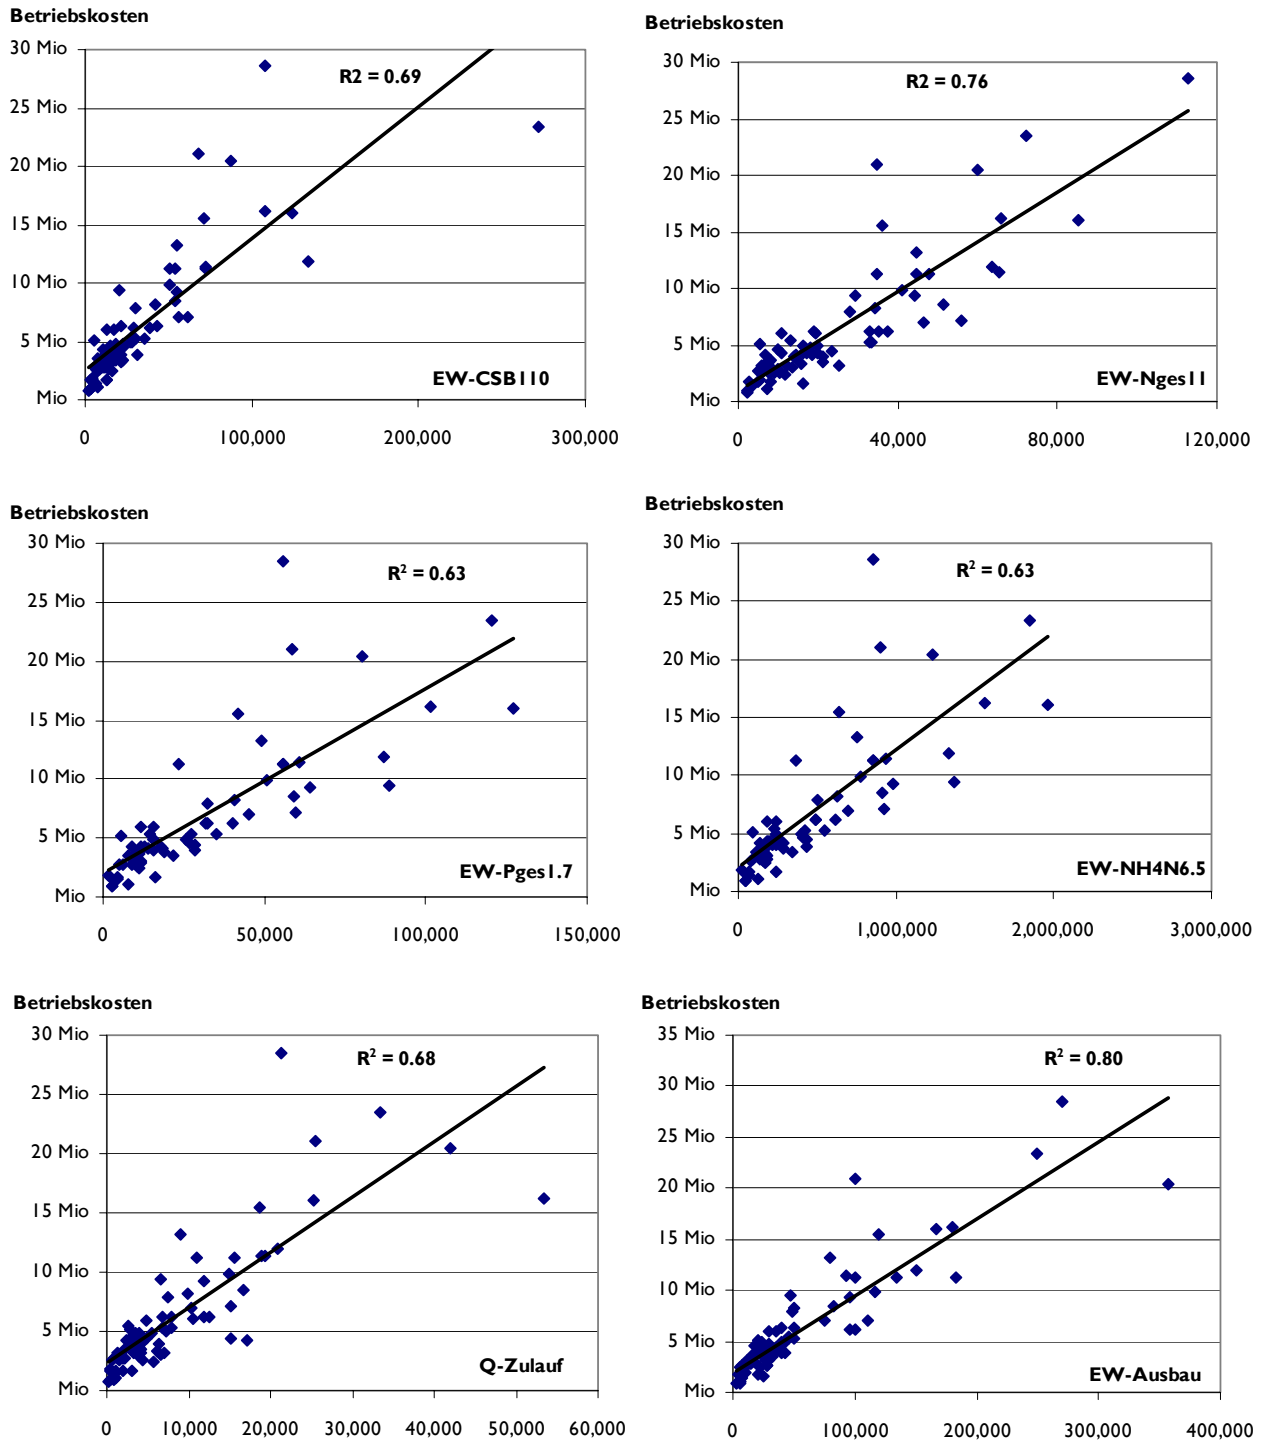 Betriebskosten
30 Mio
25 Mio
20 Mio
15 Mio
10 Mio
5 Mio
Mio
R2 = 0.69
EW-CSB110
0 100,000 200,000 300,000
Betriebskosten
30 Mio
25 Mio
20 Mio
15 Mio
10 Mio
5 Mio
Mio
R2 = 0.76
EW-Nges11
0 40,000 80,000 120,000
Betriebskosten
30 Mio
25 Mio
20 Mio
15 Mio
10 Mio
5 Mio
Mio
R² = 0.63
EW-Pges1.7
0 50,000 100,000 150,000
Betriebskosten
30 Mio
25 Mio
20 Mio
15 Mio
10 Mio
5 Mio
Mio
R² = 0.63
EW-NH4N6.5
0 1,000,000 2,000,000 3,000,000
Betriebskosten
30 Mio
25 Mio
20 Mio
15 Mio
10 Mio
5 Mio
Mio
R² = 0.68
Q-Zulauf
0 10,000 20,000 30,000 40,000 50,000 60,000
Betriebskosten
35 Mio
30 Mio
25 Mio
20 Mio
15 Mio
10 Mio
5 Mio
Mio
R² = 0.80
EW-Ausbau
0 100,000 200,000 300,000 400,000